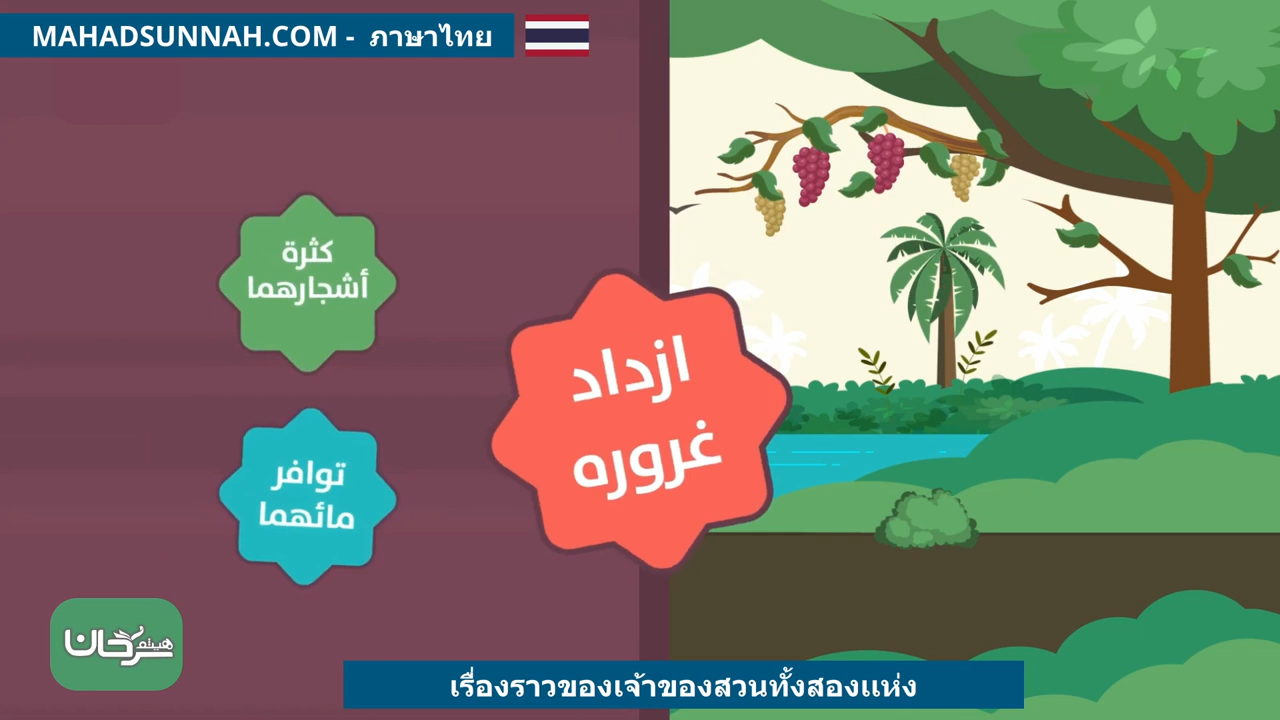 MAHADSUNNAH.COM - ภาษาไทย
كثرة
أشجارهما
ازداد
غروره
توافر
مائهما
هيثم
سرحان
เรื่องราวของเจ้าของสวนทั้งสองแห่ง